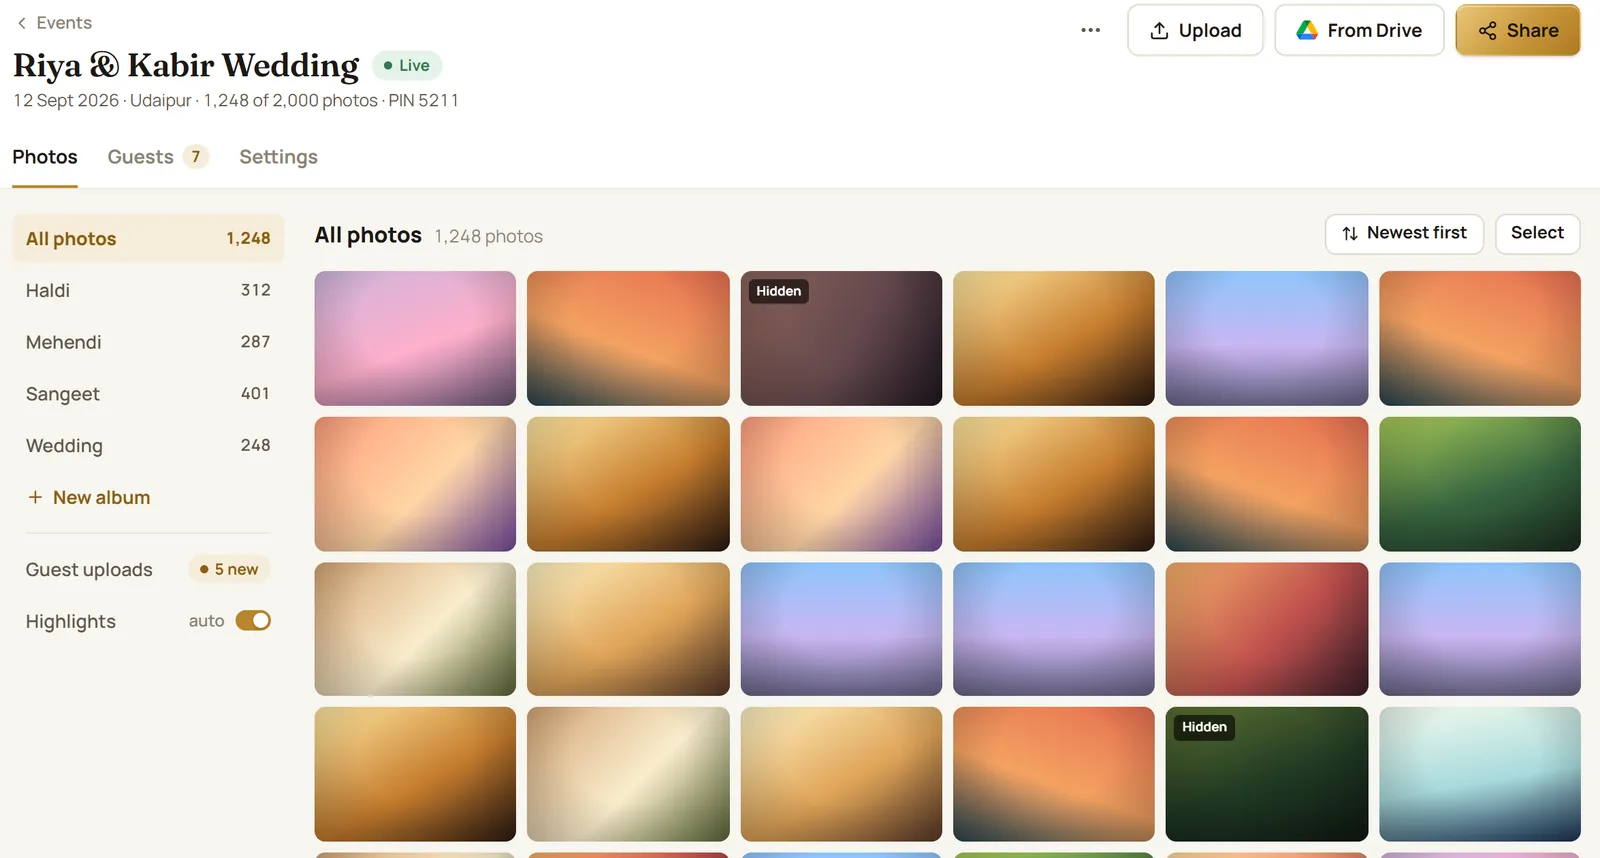 Events
Riya & Kabir Wedding
Live
12 Sept 2026 · Udaipur · 1,248 of 2,000 photos · PIN 5211
Upload
From Drive
Share
Photos
Guests 7
Settings
All photos 1,248
Haldi 312
Mehendi 287
Sangeet 401
Wedding 248
+ New album
Guest uploads 5 new
Highlights auto
All photos 1,248 photos
Newest first
Select
Hidden
Hidden